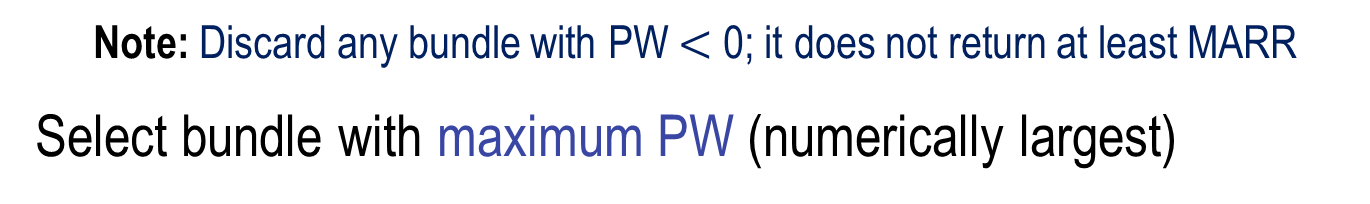 Note: Discard any bundle with PW < 0; it does not return at least MARR
Select bundle with maximum PW (numerically largest)